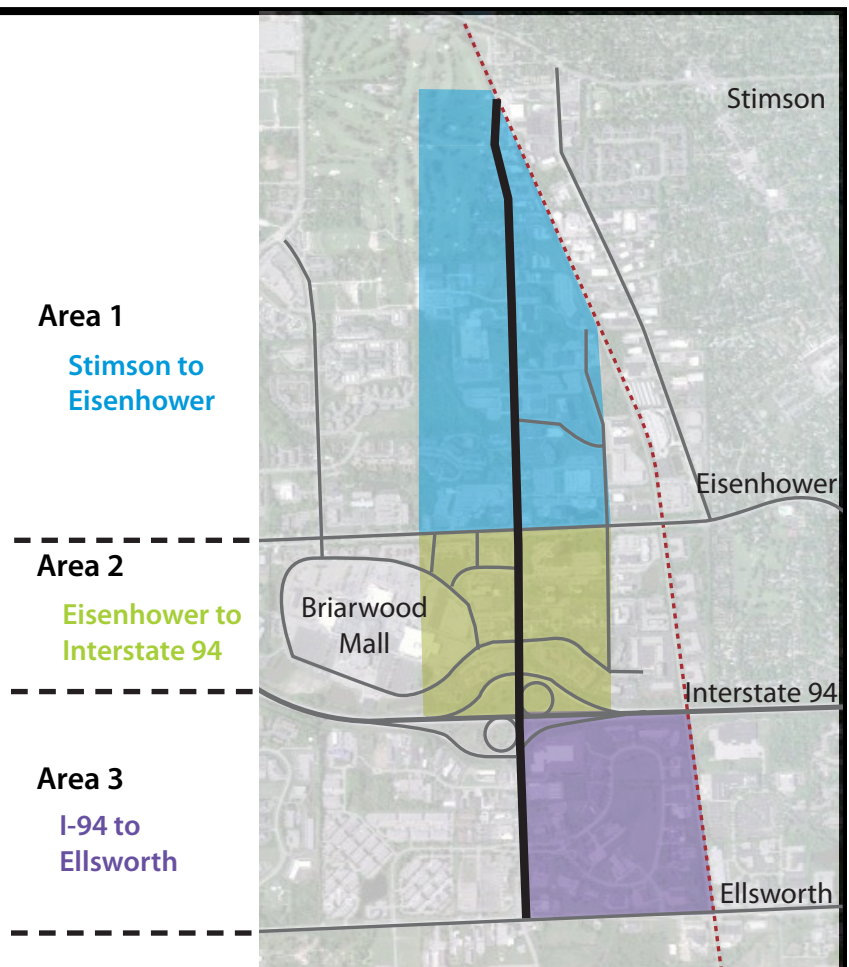 Stimson
Area 1
Stimson to
Eisenhower
Eisenhower
Area 2
Eisenhower to
Interstate 94
Briarwood
Mall
Interstate 94
Area 3
I-94 to
Ellsworth
Ellsworth